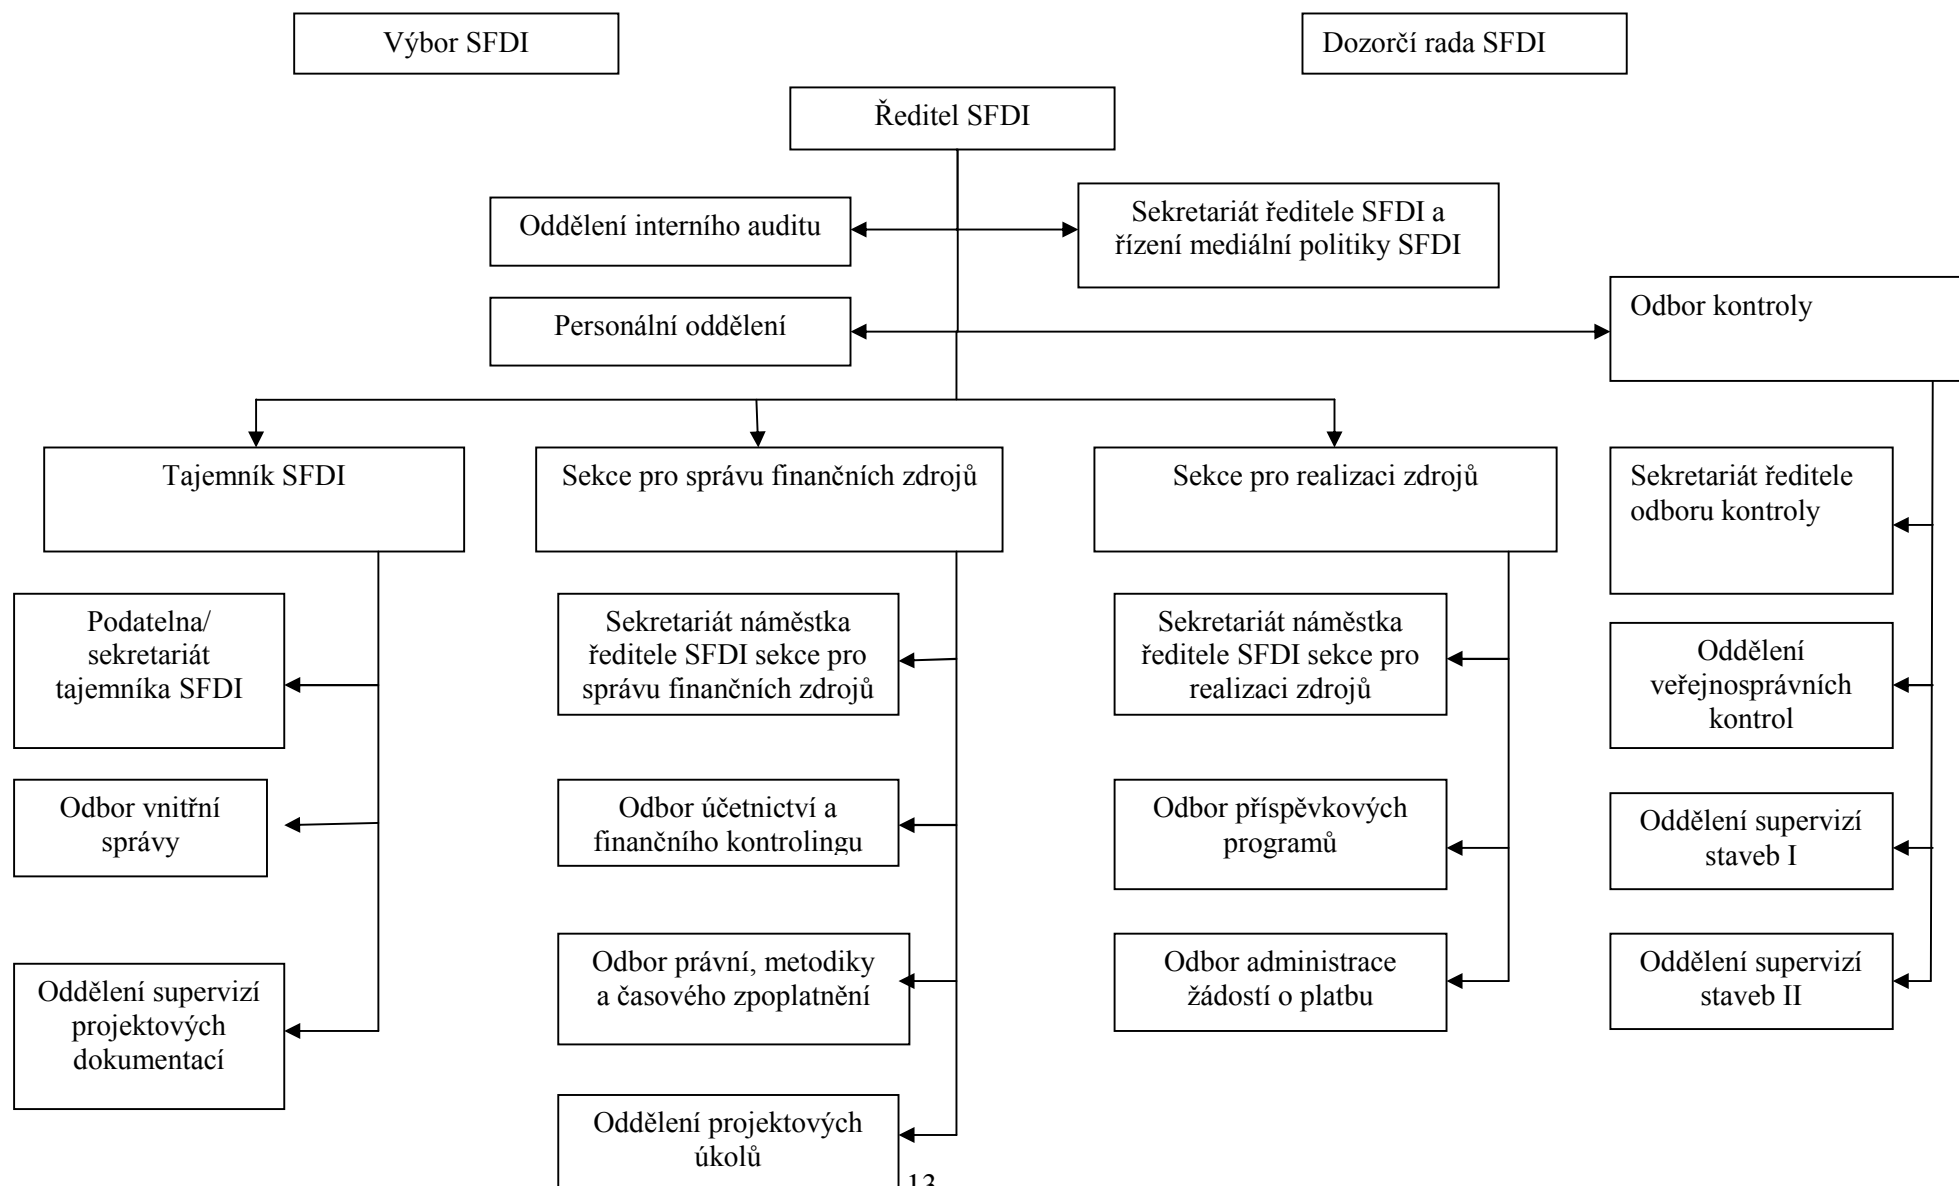 Výbor SFDI
Dozorčí rada SFDI
Ředitel SFDI
Oddělení interního auditu
Sekretariát ředitele SFDI a
řízení mediální politiky SFDI
Personální oddělení
Odbor kontroly
Tajemník SFDI
Sekce pro správu finančních zdrojů
Sekce pro realizaci zdrojů
Sekretariát ředitele
odboru kontroly
Podatelna/
sekretariát
tajemníka SFDI
Sekretariát náměstka
ředitele SFDI sekce pro
správu finančních zdrojů
Sekretariát náměstka
ředitele SFDI sekce pro
realizaci zdrojů
Oddělení
veřejnosprávních
kontrol
Odbor vnitřní
správy
Odbor účetnictví a
finančního kontrolingu
Odbor příspěvkových
programů
Oddělení supervizí
staveb I
Oddělení supervizí
projektových
dokumentací
Odbor právní, metodiky
a časového zpoplatnění
Odbor administrace
žádostí o platbu
Oddělení supervizí
staveb II
Oddělení projektových
úkolů
13